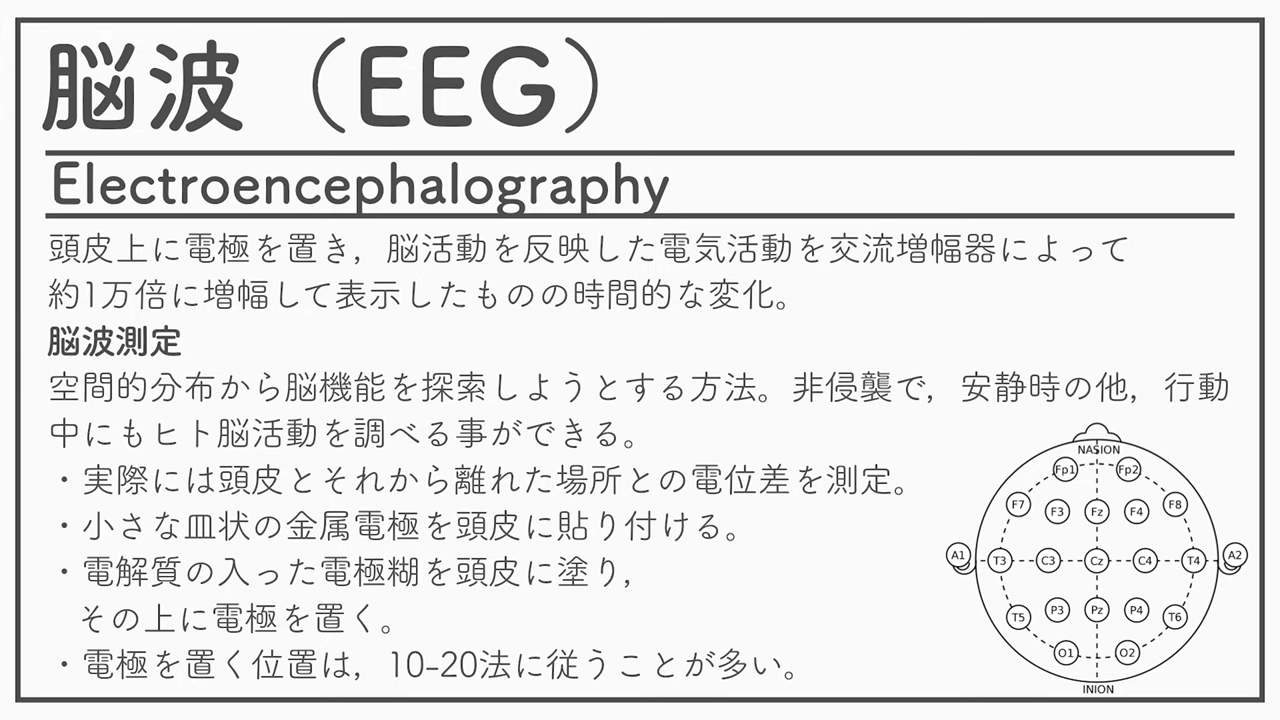 脳波（EEG）
Electroencephalography
頭皮上に電極を置き，脳活動を反映した電気活動を交流増幅器によって
約1万倍に増幅して表示したものの時間的な変化。
脳波測定
空間的分布から脳機能を探索しようとする方法。非侵襲で，安静時の他，行動
中にもヒト脳活動を調べる事ができる。
・実際には頭皮とそれから離れた場所との電位差を測定。
・小さな皿状の金属電極を頭皮に貼り付ける。
・電解質の入った電極糊を頭皮に塗り，
その上に電極を置く。
・電極を置く位置は，10-20法に従うことが多い。
NASION
Fp1 Fp2
F7 F3 Fz F4 F8
A1 T3 C3 Cz C4 T4 A2
T5 P3 Pz P4 T6
O1 O2
INION